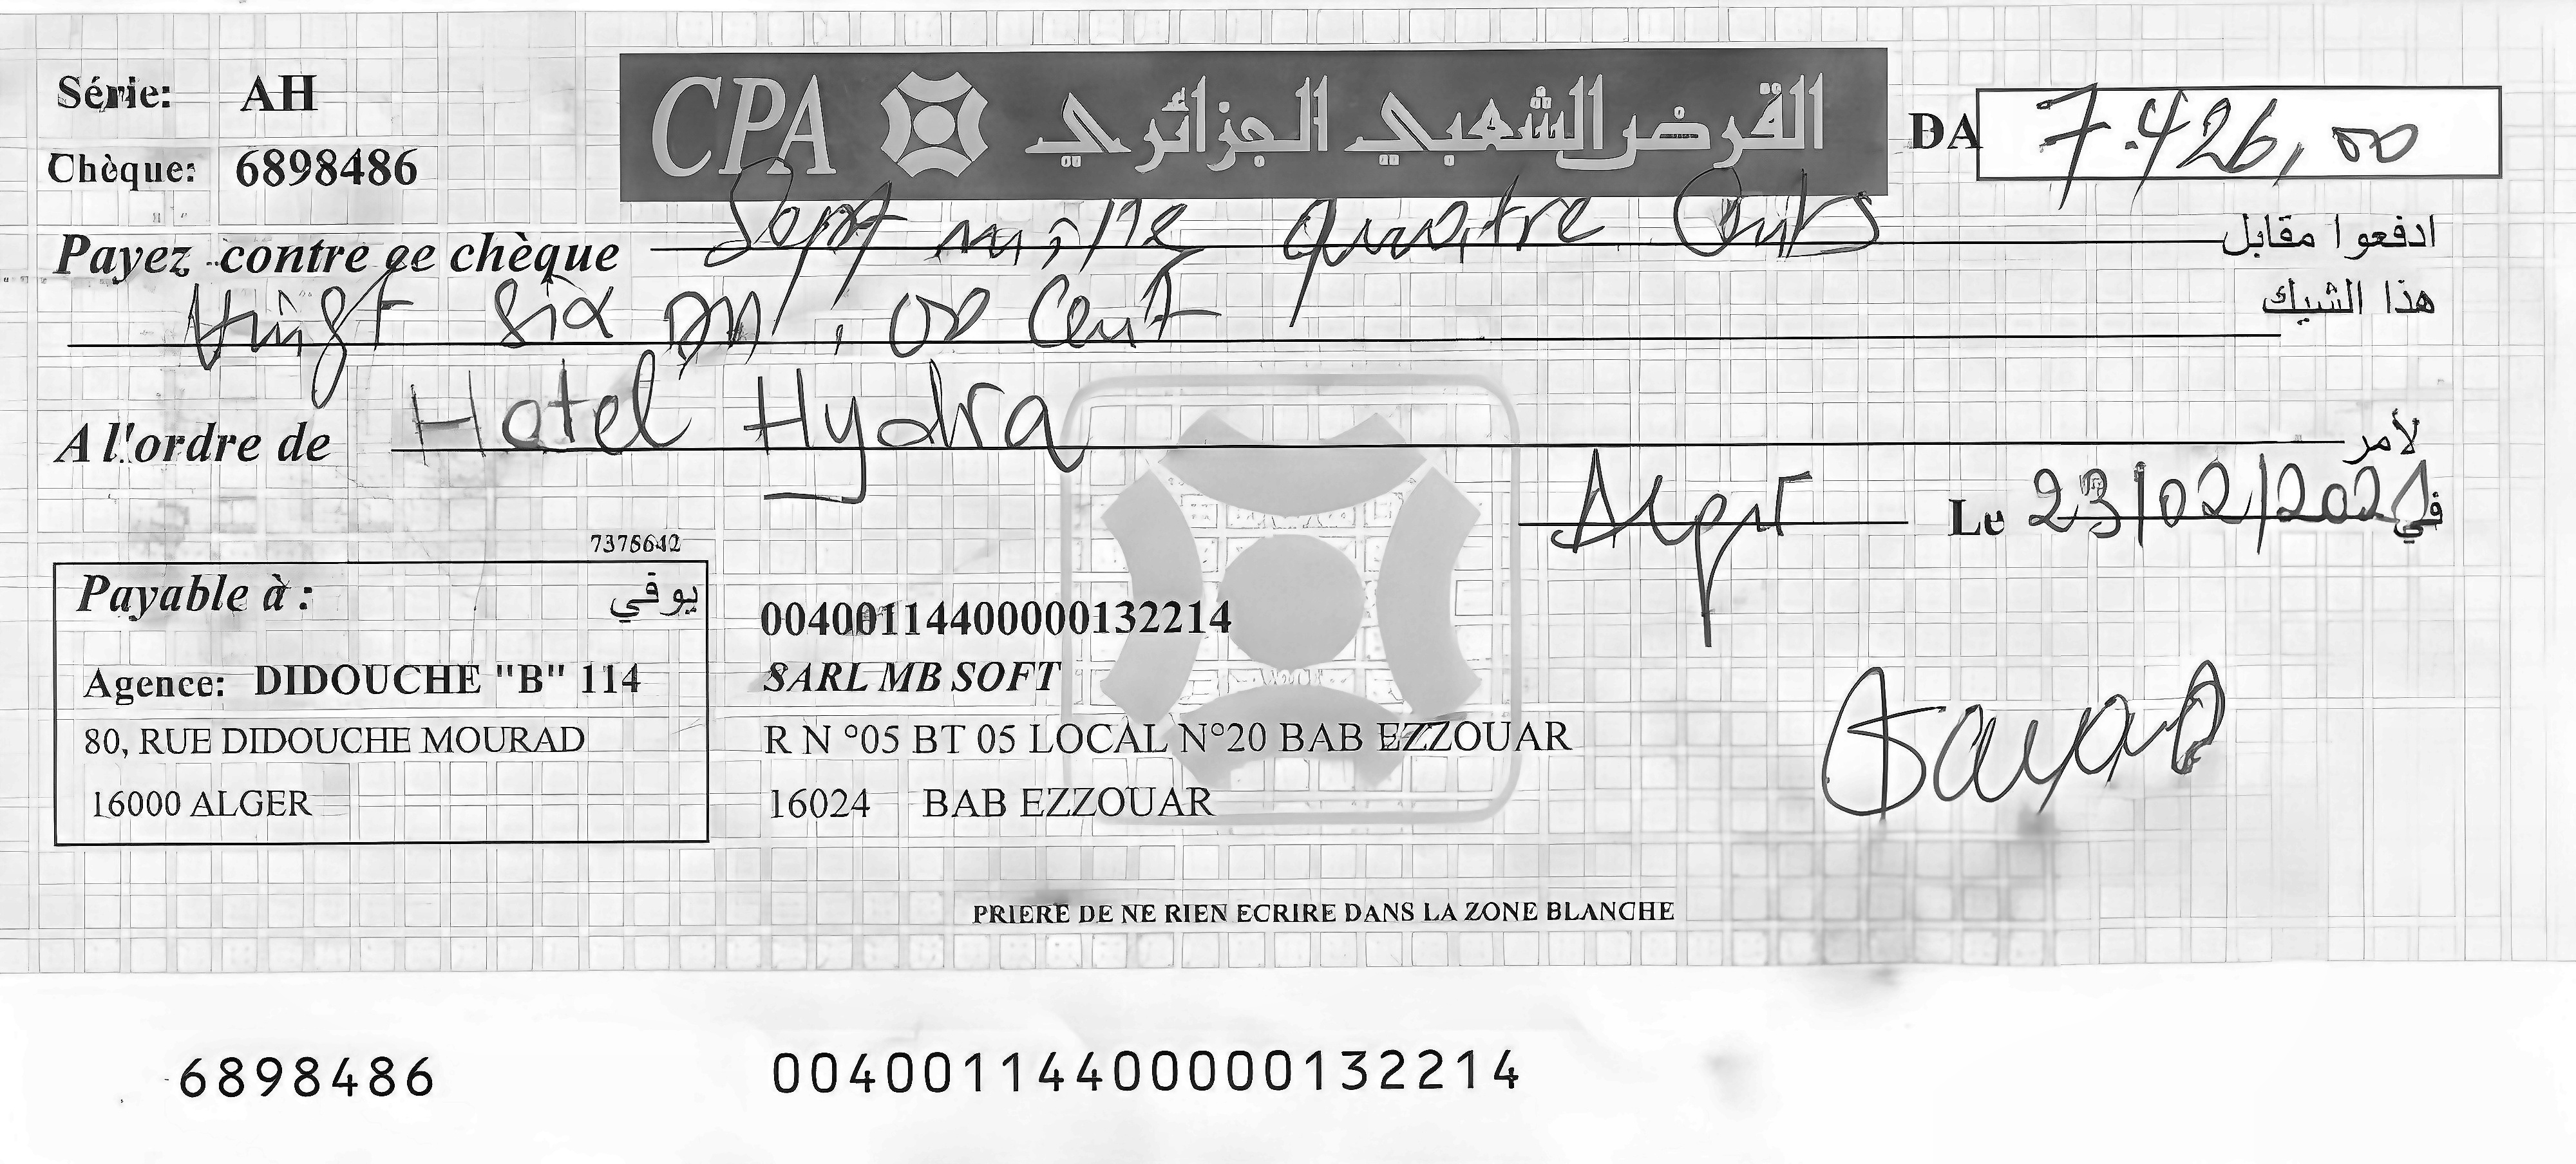 Série: AH
CPA القرض الشعبي الجزائري
DA 7.426,00
Chèque: 6898486
Payez contre ce chèque Sept mille quatre Cents ادفعوا مقابل
هذا الشيك
Vingt six DA, 00 Cent
A l'ordre de Hotel Hydra لأمر
Alger Le 23/02/2021 في
7375642
Payable à : يوفي
Agence: DIDOUCHE "B" 114
80, RUE DIDOUCHE MOURAD
16000 ALGER
00400114400000132214
SARL MB SOFT
R N °05 BT 05 LOCAL N°20 BAB EZZOUAR
16024 BAB EZZOUAR
PRIERE DE NE RIEN ECRIRE DANS LA ZONE BLANCHE
6898486 00400114400000132214